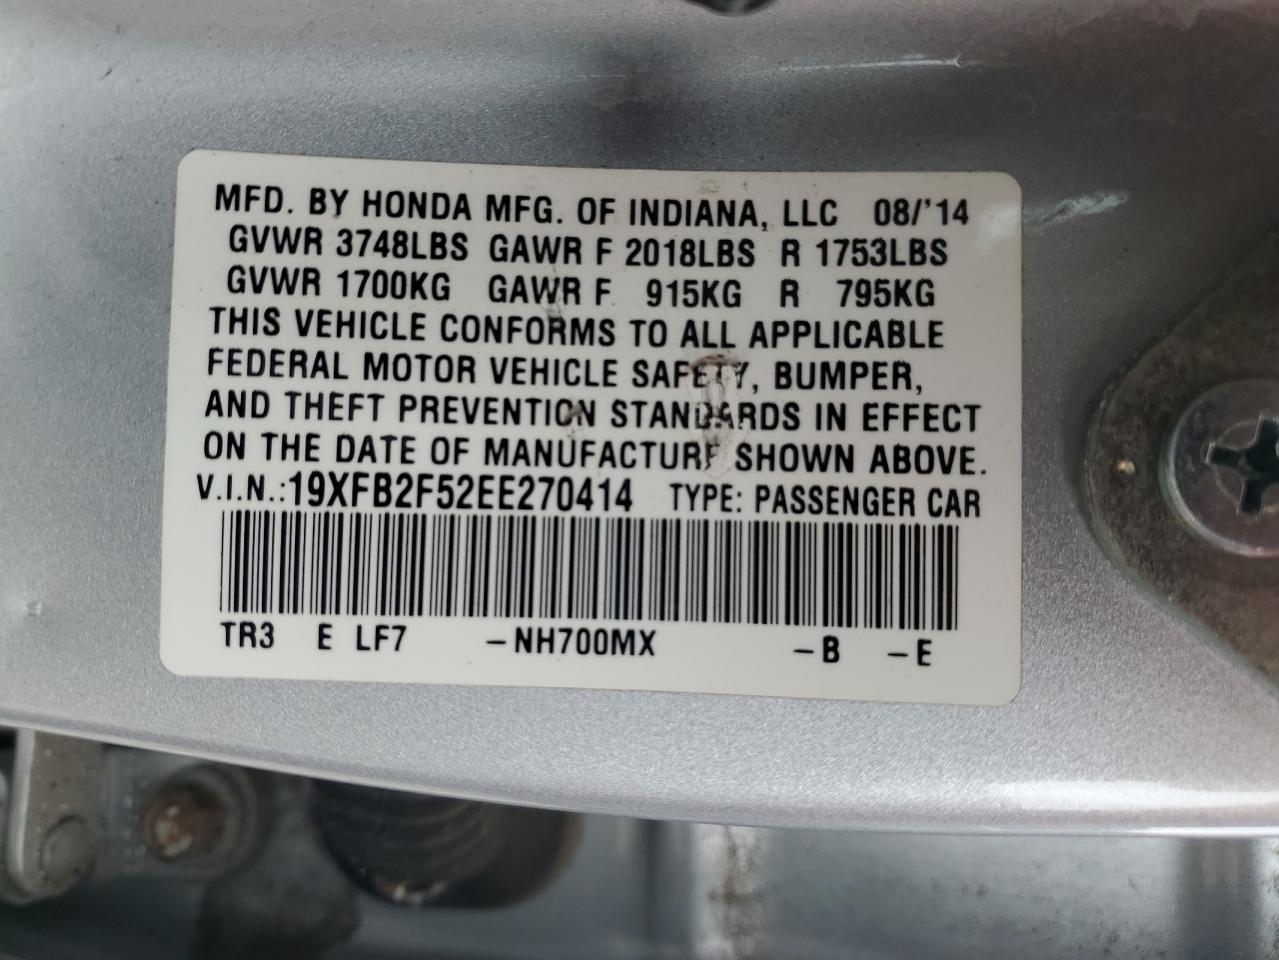 MFD. BY HONDA MFG. OF INDIANA, LLC 08/'14
GVWR 3748LBS GAWR F 2018LBS R 1753LBS
GVWR 1700KG GAWR F 915KG R 795KG
THIS VEHICLE CONFORMS TO ALL APPLICABLE
FEDERAL MOTOR VEHICLE SAFETY, BUMPER,
AND THEFT PREVENTION STANDARDS IN EFFECT
ON THE DATE OF MANUFACTURE SHOWN ABOVE.
V.I.N.:19XFB2F52EE270414 TYPE: PASSENGER CAR
TR3 E LF7 –NH700MX –B –E